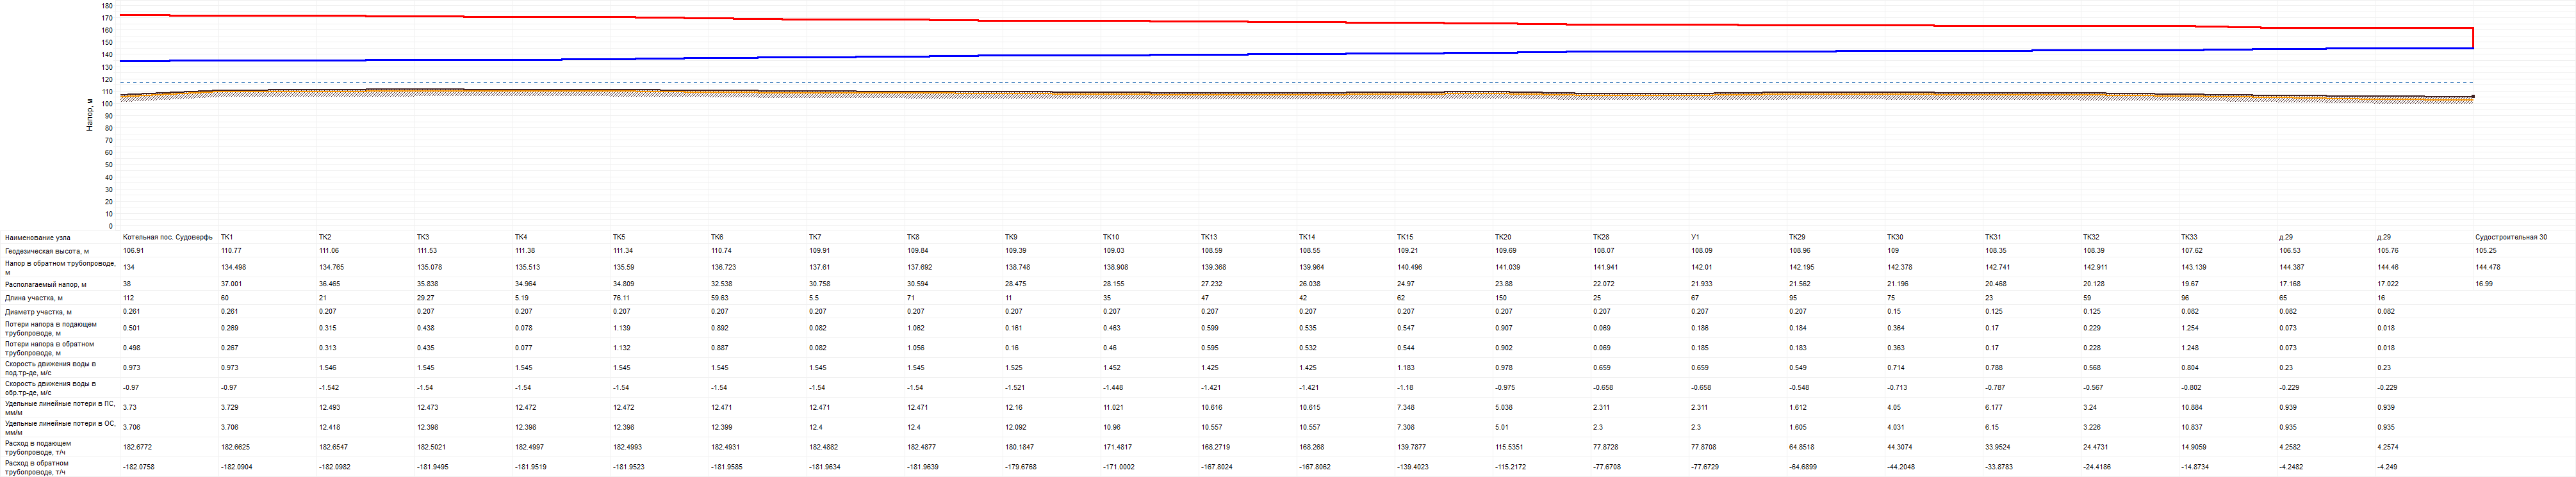 180
170
160
150
140
130
120
110
100
90
80
70
60
50
40
30
20
10
0
Напор, м
Наименование узла Котельная пос. Судоверфь ТК1 ТК2 ТК3 ТК4 ТК5 ТК6 ТК7 ТК8 ТК9 ТК10 ТК13 ТК14 ТК15 ТК20 ТК28 У1 ТК29 ТК30 ТК31 ТК32 ТК33 д.29 д.29 Судостроительная 30
Геодезическая высота, м 106.91 110.77 111.06 111.53 111.38 111.34 110.74 109.91 109.84 109.39 109.03 108.59 108.55 109.21 109.69 108.07 108.09 108.96 109 108.35 108.39 107.62 106.53 105.76 105.25
Напор в обратном трубопроводе, м 134 134.498 134.765 135.078 135.513 135.59 136.723 137.61 137.692 138.748 138.908 139.368 139.964 140.496 141.039 141.941 142.01 142.195 142.378 142.741 142.911 143.139 144.387 144.46 144.478
Располагаемый напор, м 38 37.001 36.465 35.838 34.964 34.809 32.538 30.758 30.594 28.475 28.155 27.232 26.038 24.97 23.88 22.072 21.933 21.562 21.196 20.468 20.128 19.67 17.168 17.022 16.99
Длина участка, м 112 60 21 29.27 5.19 76.11 59.63 5.5 71 11 35 47 42 62 150 25 67 95 75 23 59 96 65 16
Диаметр участка, м 0.261 0.261 0.207 0.207 0.207 0.207 0.207 0.207 0.207 0.207 0.207 0.207 0.207 0.207 0.207 0.207 0.207 0.207 0.15 0.125 0.125 0.082 0.082 0.082
Потери напора в подающем трубопроводе, м 0.501 0.269 0.315 0.438 0.078 1.139 0.892 0.082 1.062 0.161 0.463 0.599 0.535 0.547 0.907 0.069 0.186 0.184 0.364 0.17 0.229 1.254 0.073 0.018
Потери напора в обратном трубопроводе, м 0.498 0.267 0.313 0.435 0.077 1.132 0.887 0.082 1.056 0.16 0.46 0.595 0.532 0.544 0.902 0.069 0.185 0.183 0.363 0.17 0.228 1.248 0.073 0.018
Скорость движения воды в под.тр-де, м/с 0.973 0.973 1.546 1.545 1.545 1.545 1.545 1.545 1.545 1.525 1.452 1.425 1.425 1.183 0.978 0.659 0.659 0.549 0.714 0.788 0.568 0.804 0.23 0.23
Скорость движения воды в обр.тр-де, м/с -0.97 -0.97 -1.542 -1.54 -1.54 -1.54 -1.54 -1.54 -1.54 -1.521 -1.448 -1.421 -1.421 -1.18 -0.975 -0.658 -0.658 -0.548 -0.713 -0.787 -0.567 -0.802 -0.229 -0.229
Удельные линейные потери в ПС, мм/м 3.73 3.729 12.493 12.473 12.472 12.472 12.471 12.471 12.471 12.16 11.021 10.616 10.615 7.348 5.038 2.311 2.311 1.612 4.05 6.177 3.24 10.884 0.939 0.939
Удельные линейные потери в ОС, мм/м 3.706 3.706 12.418 12.398 12.398 12.398 12.399 12.4 12.4 12.092 10.96 10.557 10.557 7.308 5.01 2.3 2.3 1.605 4.031 6.15 3.226 10.837 0.935 0.935
Расход в подающем трубопроводе, т/ч 182.6772 182.6625 182.6547 182.5021 182.4997 182.4993 182.4931 182.4882 182.4877 180.1847 171.4817 168.2719 168.268 139.7877 115.5351 77.8728 77.8708 64.8518 44.3074 33.9524 24.4731 14.9059 4.2582 4.2574
Расход в обратном трубопроводе, т/ч -182.0758 -182.0904 -182.0982 -181.9495 -181.9519 -181.9523 -181.9585 -181.9634 -181.9639 -179.6768 -171.0002 -167.8024 -167.8062 -139.4023 -115.2172 -77.6708 -77.6729 -64.6899 -44.2048 -33.8783 -24.4186 -14.8734 -4.2482 -4.249